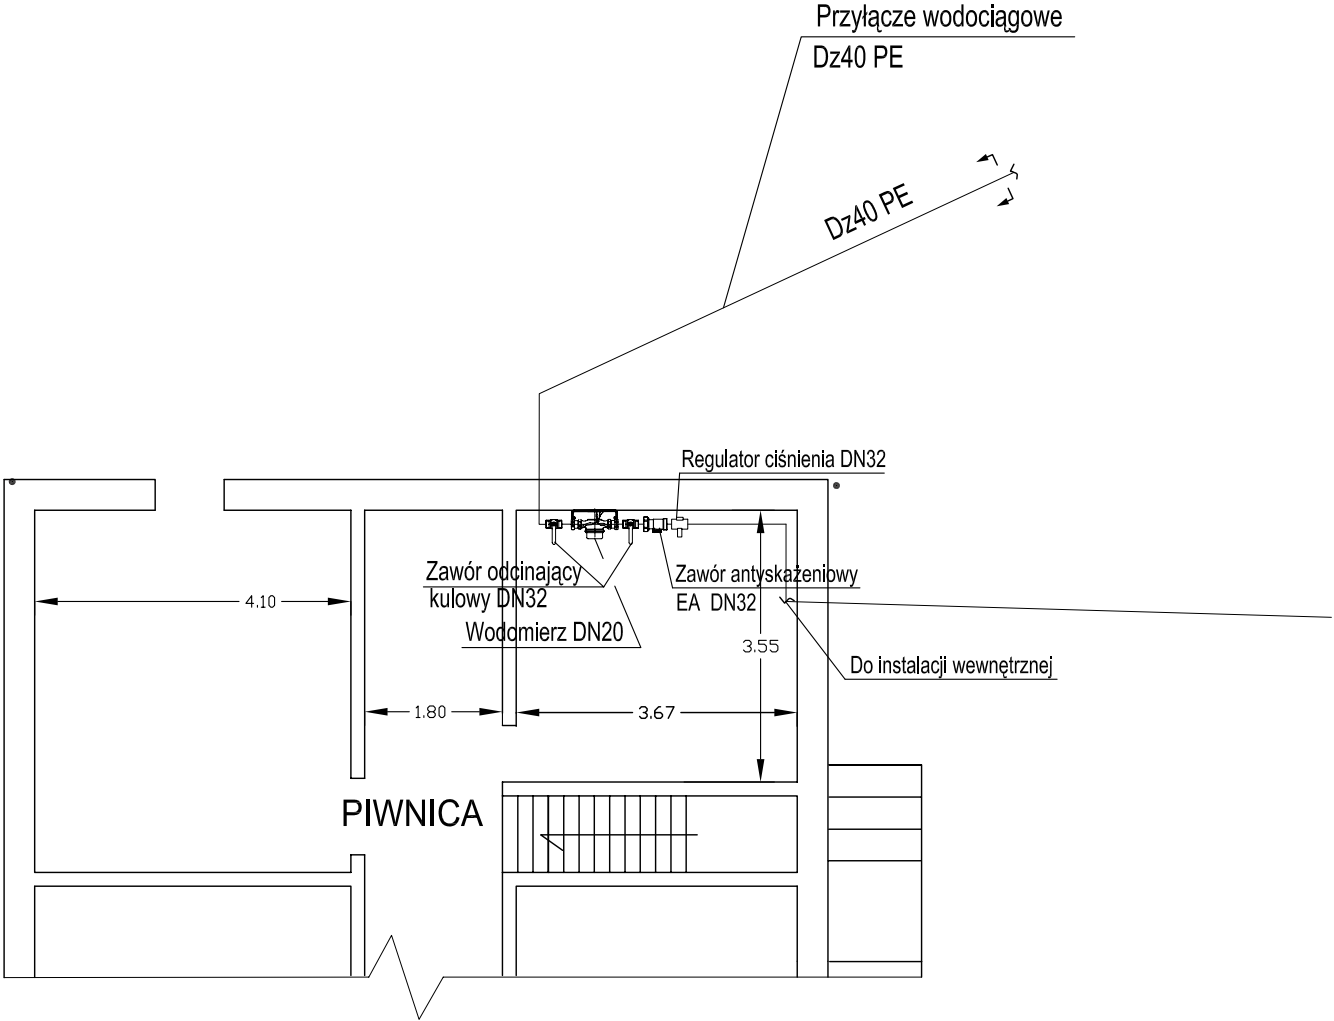 Przyłącze wodociągowe
Dz40 PE
Dz40 PE
Regulator ciśnienia DN32
Zawór odcinający
kulowy DN32
Wodomierz DN20
Zawór antyskażeniowy
EA DN32
4.10
3.55
Do instalacji wewnętrznej
1.80
3.67
PIWNICA